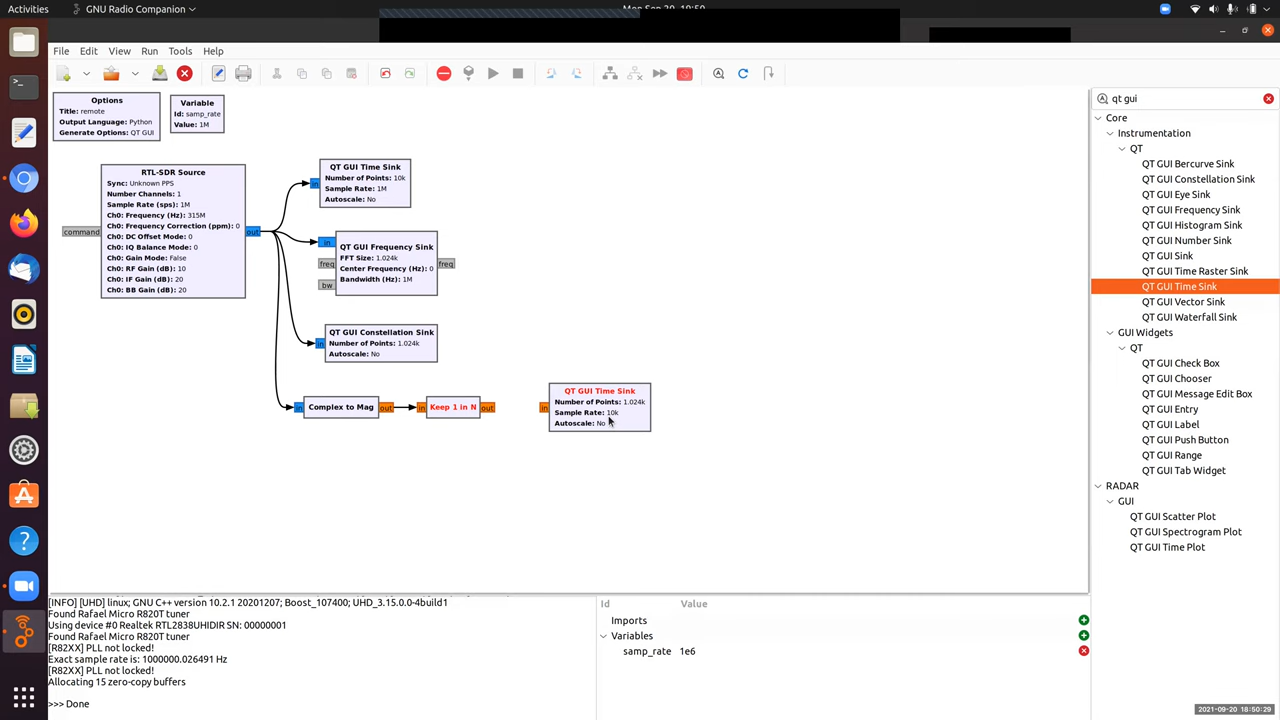 Activities
GNU Radio Companion
Mon Sep 20, 19:50
File Edit View Run Tools Help
Options
Title: remote
Output Language: Python
Generate Options: QT GUI
Variable
Id: samp_rate
Value: 1M
RTL-SDR Source
Sync: Unknown PPS
Number Channels: 1
Sample Rate (sps): 1M
Ch0: Frequency (Hz): 315M
Ch0: Frequency Correction (ppm): 0
Ch0: DC Offset Mode: 0
Ch0: IQ Balance Mode: 0
Ch0: Gain Mode: False
Ch0: RF Gain (dB): 10
Ch0: IF Gain (dB): 20
Ch0: BB Gain (dB): 20
command
out
in
QT GUI Time Sink
Number of Points: 10k
Sample Rate: 1M
Autoscale: No
in
freq
bw
QT GUI Frequency Sink
FFT Size: 1.024k
Center Frequency (Hz): 0
Bandwidth (Hz): 1M
freq
in
QT GUI Constellation Sink
Number of Points: 1.024k
Autoscale: No
in
Complex to Mag
out
in
Keep 1 in N
out
in
QT GUI Time Sink
Number of Points: 1.024k
Sample Rate: 10k
Autoscale: No
qt gui
Core
Instrumentation
QT
QT GUI Bercurve Sink
QT GUI Constellation Sink
QT GUI Eye Sink
QT GUI Frequency Sink
QT GUI Histogram Sink
QT GUI Number Sink
QT GUI Sink
QT GUI Time Raster Sink
QT GUI Time Sink
QT GUI Vector Sink
QT GUI Waterfall Sink
GUI Widgets
QT
QT GUI Check Box
QT GUI Chooser
QT GUI Message Edit Box
QT GUI Entry
QT GUI Label
QT GUI Push Button
QT GUI Range
QT GUI Tab Widget
RADAR
GUI
QT GUI Scatter Plot
QT GUI Spectrogram Plot
QT GUI Time Plot
[INFO] [UHD] linux; GNU C++ version 10.2.1 20201207; Boost_107400; UHD_3.15.0.0-4build1
Found Rafael Micro R820T tuner
Using device #0 Realtek RTL2838UHIDIR SN: 00000001
Found Rafael Micro R820T tuner
[R82XX] PLL not locked!
Exact sample rate is: 1000000.026491 Hz
[R82XX] PLL not locked!
Allocating 15 zero-copy buffers
>>> Done
Id Value
Imports
Variables
samp_rate 1e6
2021-09-20 18:50:29